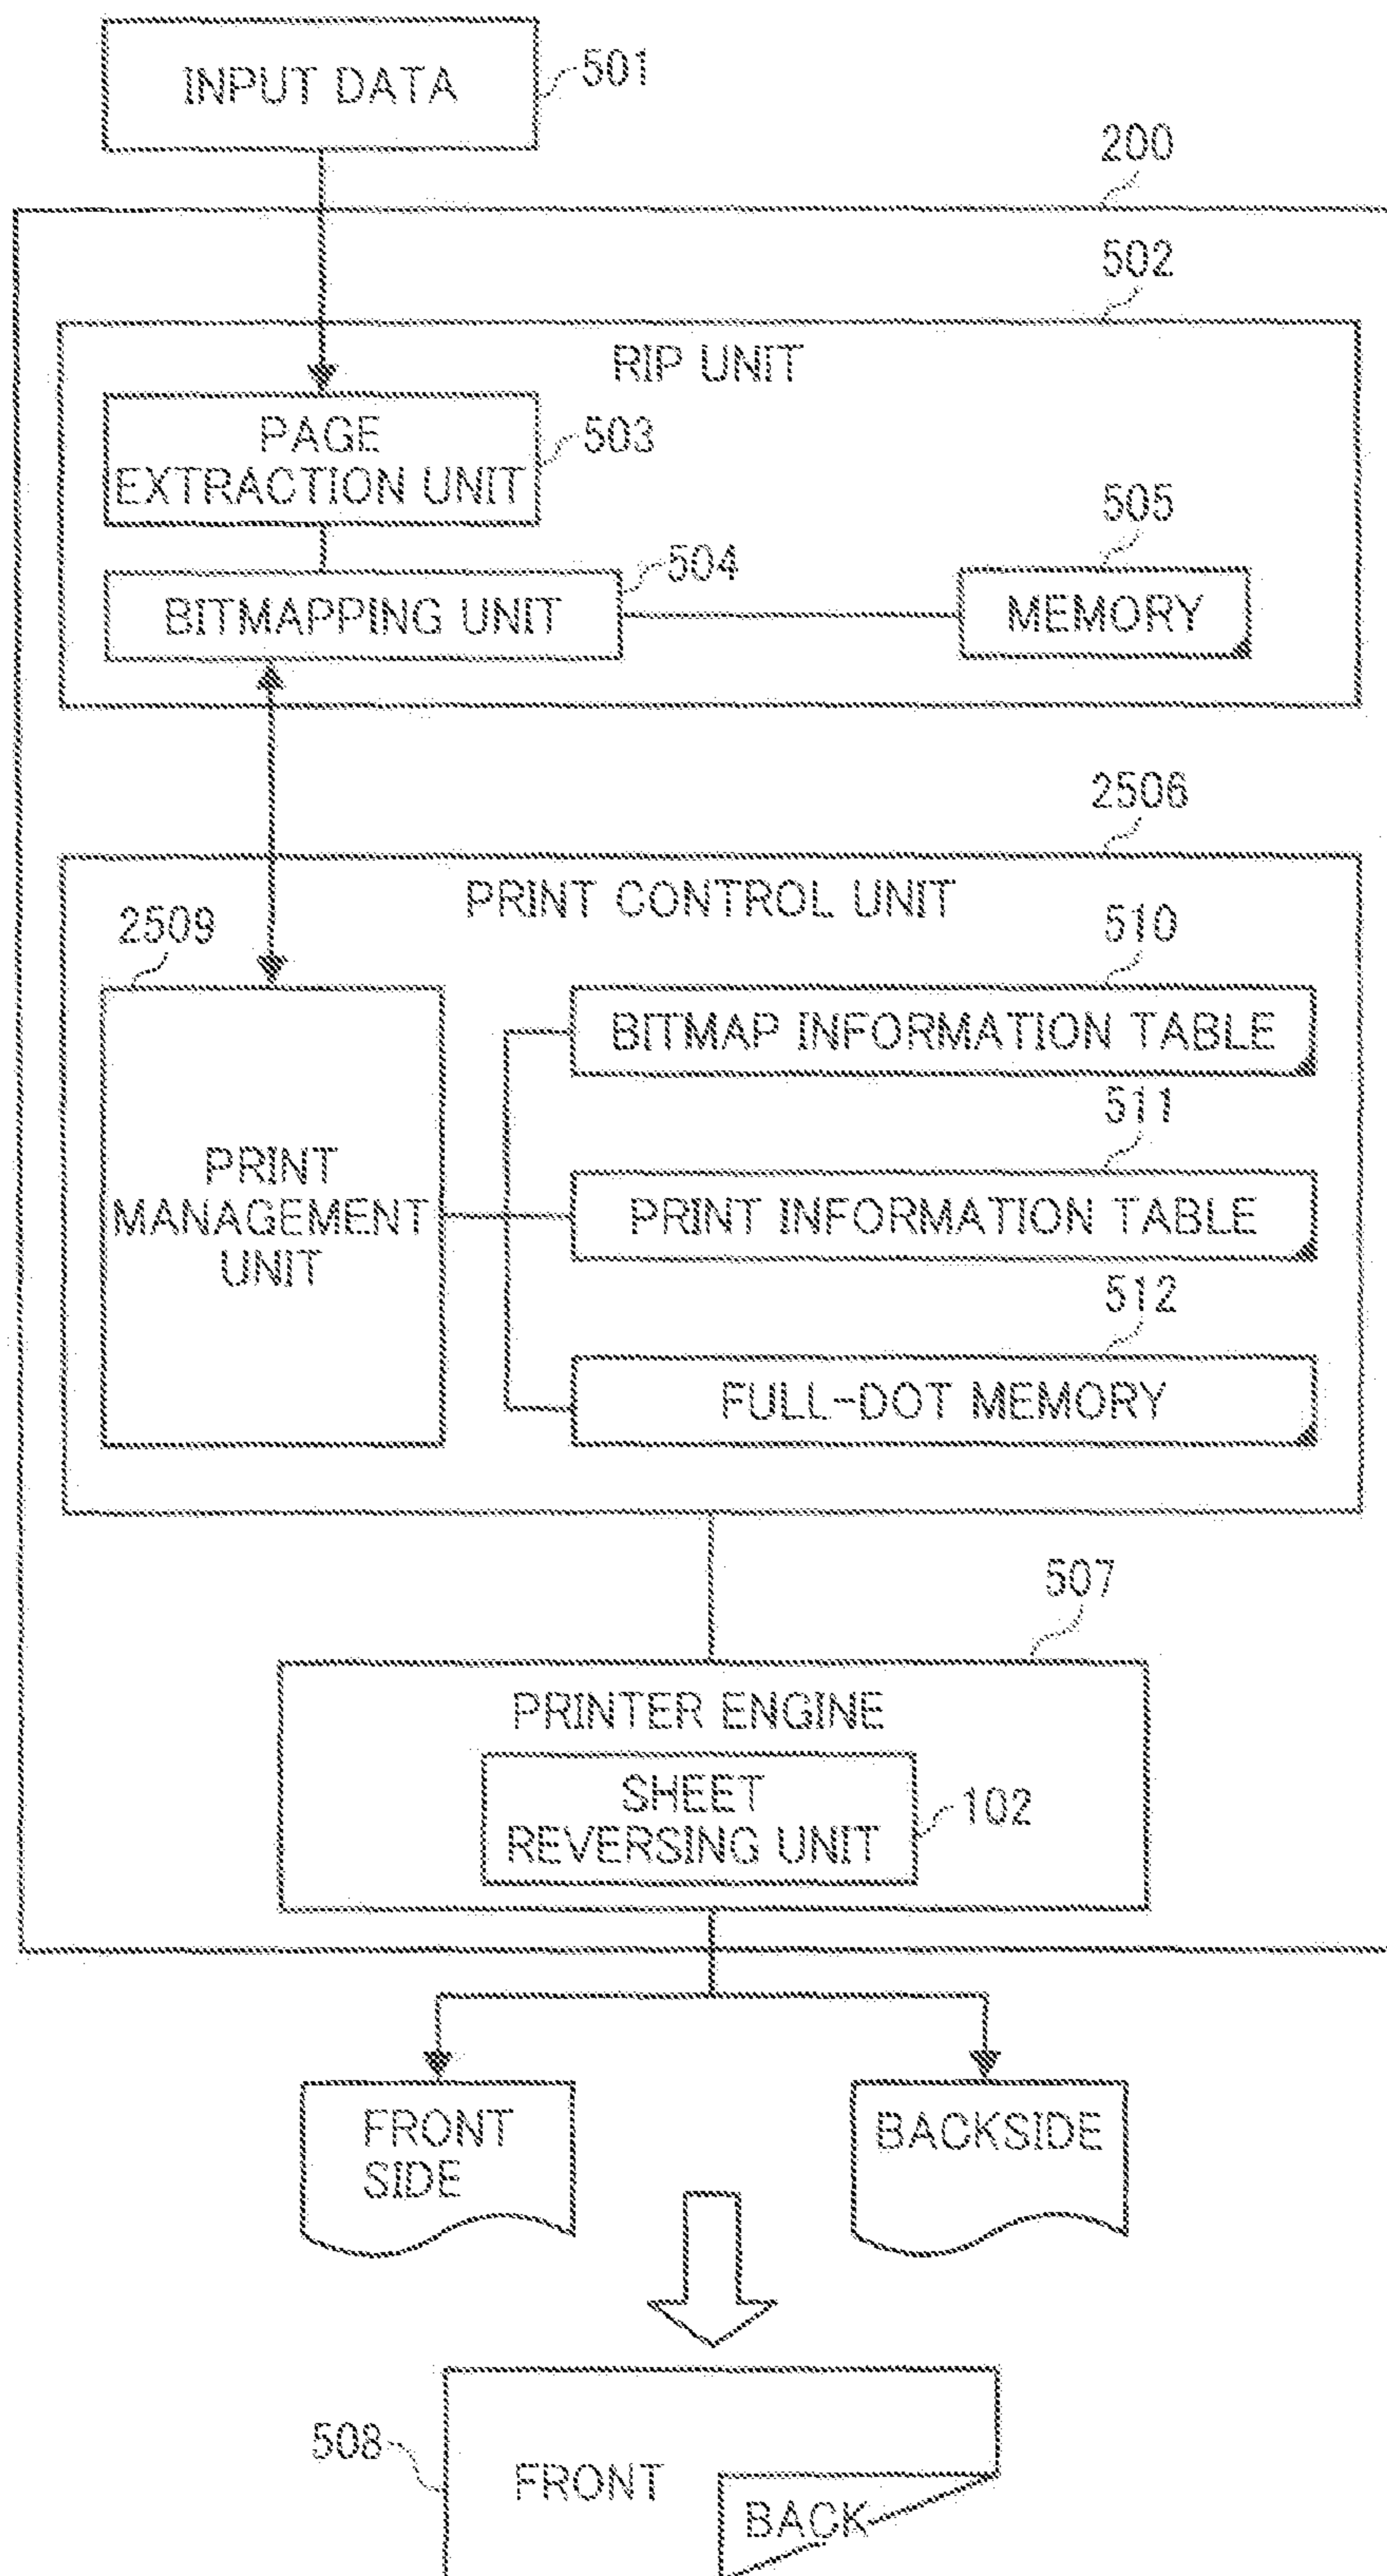 INPUT DATA
501
200
502
RIP UNIT
PAGE
EXTRACTION UNIT
503
504
505
BITMAPPING UNIT
MEMORY
2506
PRINT CONTROL UNIT
2509
510
BITMAP INFORMATION TABLE
511
PRINT
MANAGEMENT
UNIT
PRINT INFORMATION TABLE
512
FULL-DOT MEMORY
507
PRINTER ENGINE
SHEET
REVERSING UNIT
102
FRONT
SIDE
BACKSIDE
508
FRONT
BACK